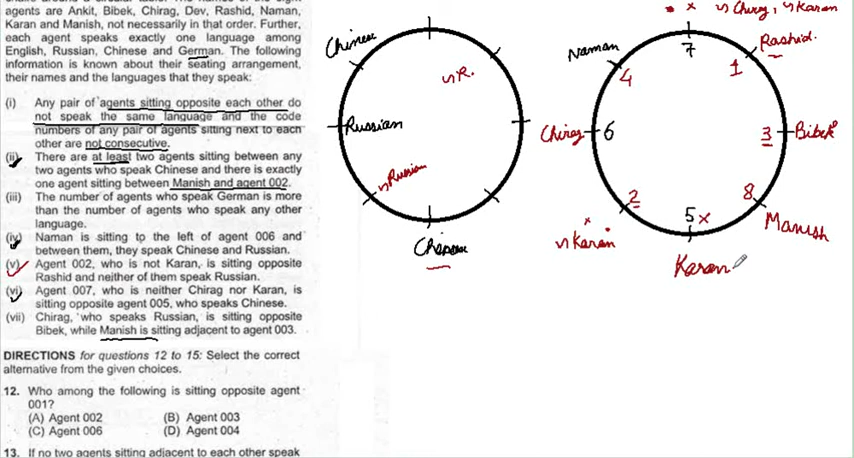 agents are Ankit, Bibek, Chirag, Dev, Rashid, Naman,
Karan and Manish, not necessarily in that order. Further,
each agent speaks exactly one language among
English, Russian, Chinese and German. The following
information is known about their seating arrangement,
their names and the languages that they speak:
(i) Any pair of agents sitting opposite each other do
not speak the same language and the code
numbers of any pair of agents sitting next to each
other are not consecutive.
(ii) There are at least two agents sitting between any
two agents who speak Chinese and there is exactly
one agent sitting between Manish and agent 002.
(iii) The number of agents who speak German is more
than the number of agents who speak any other
language.
(iv) Naman is sitting to the left of agent 006 and
between them, they speak Chinese and Russian.
(v) Agent 002, who is not Karan, is sitting opposite
Rashid and neither of them speak Russian.
(vi) Agent 007, who is neither Chirag nor Karan, is
sitting opposite agent 005, who speaks Chinese.
(vii) Chirag, who speaks Russian, is sitting opposite
Bibek, while Manish is sitting adjacent to agent 003.
DIRECTIONS for questions 12 to 15: Select the correct
alternative from the given choices.
12. Who among the following is sitting opposite agent
001?
(A) Agent 002 (B) Agent 003
(C) Agent 006 (D) Agent 004
13. If no two agents sitting adjacent to each other speak
Chinese
~R.
Russian
~Russian
Chinese
x ~Chirag, ~Karan
Rashid.
Naman
7
1
4
Chirag
6
3
Bibek
2
8
5 x
x
~Karan
Manish
Karan